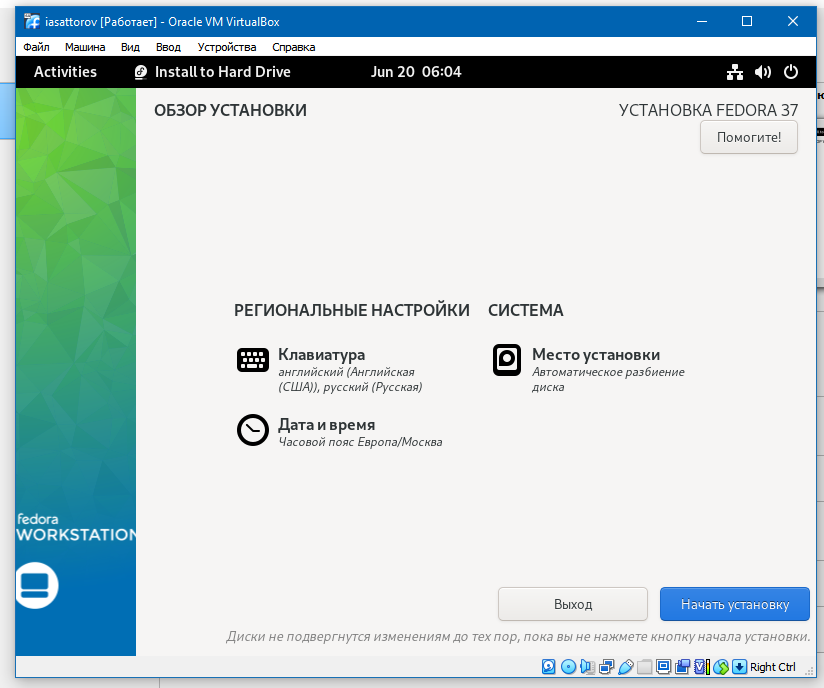 iasattorov [Работает] - Oracle VM VirtualBox
Файл Машина Вид Ввод Устройства Справка
Activities Install to Hard Drive Jun 20 06:04
ОБЗОР УСТАНОВКИ УСТАНОВКА FEDORA 37
Помогите!
РЕГИОНАЛЬНЫЕ НАСТРОЙКИ СИСТЕМА
Клавиатура
английский (Английская
(США)), русский (Русская)
Место установки
Автоматическое разбиение
диска
Дата и время
Часовой пояс Европа/Москва
fedora
WORKSTATION
Выход Начать установку
Диски не подвергнутся изменениям до тех пор, пока вы не нажмете кнопку начала установки.
Right Ctrl